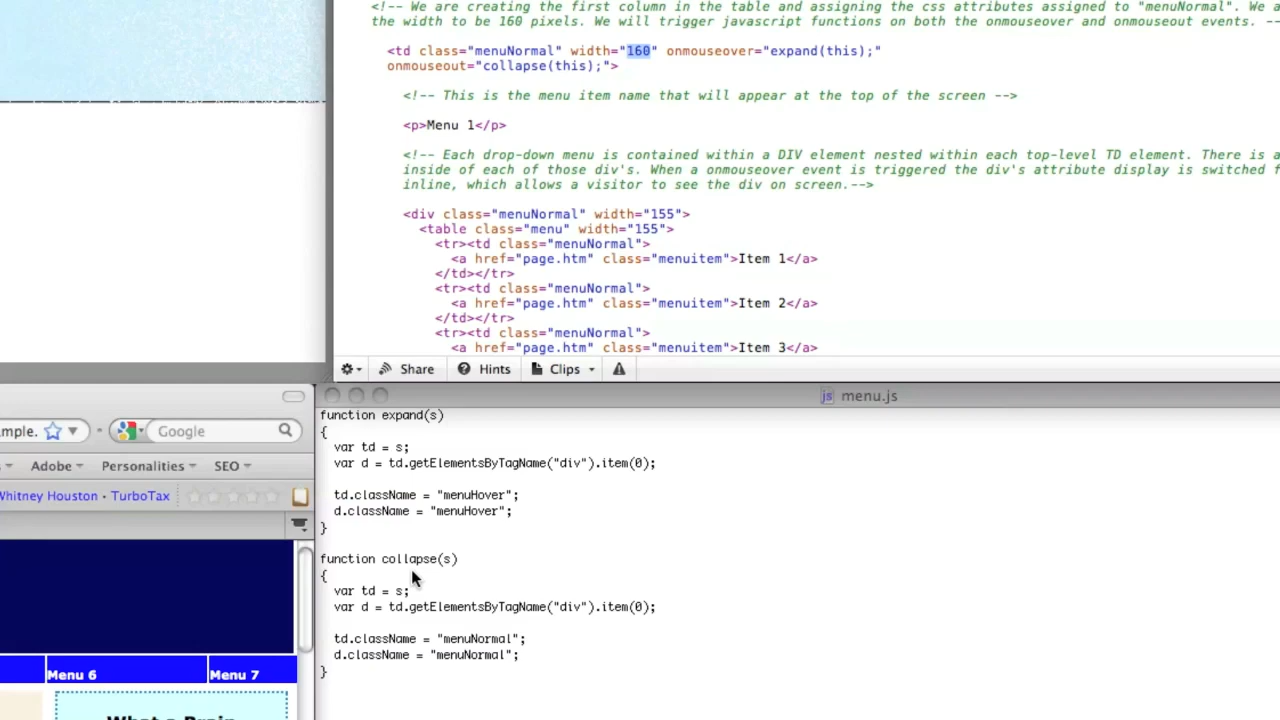 <!-- We are creating the first column in the table and assigning the css attributes assigned to "menuNormal". We a
the width to be 160 pixels. We will trigger javascript functions on both the onmouseover and onmouseout events. --
<td class="menuNormal" width="160" onmouseover="expand(this);"
onmouseout="collapse(this);">
<!-- This is the menu item name that will appear at the top of the screen -->
<p>Menu 1</p>
<!-- Each drop-down menu is contained within a DIV element nested within each top-level TD element. There is a
inside of each of those div's. When a onmouseover event is triggered the div's attribute display is switched f
inline, which allows a visitor to see the div on screen.-->
<div class="menuNormal" width="155">
<table class="menu" width="155">
<tr><td class="menuNormal">
<a href="page.htm" class="menuitem">Item 1</a>
</td></tr>
<tr><td class="menuNormal">
<a href="page.htm" class="menuitem">Item 2</a>
</td></tr>
<tr><td class="menuNormal">
<a href="page.htm" class="menuitem">Item 3</a>
Share Hints Clips
menu.js
function expand(s)
{
var td = s;
var d = td.getElementsByTagName("div").item(0);
td.className = "menuHover";
d.className = "menuHover";
}
function collapse(s)
{
var td = s;
var d = td.getElementsByTagName("div").item(0);
td.className = "menuNormal";
d.className = "menuNormal";
}
mple. Google
Adobe Personalities SEO
Whitney Houston · TurboTax
Menu 6 Menu 7